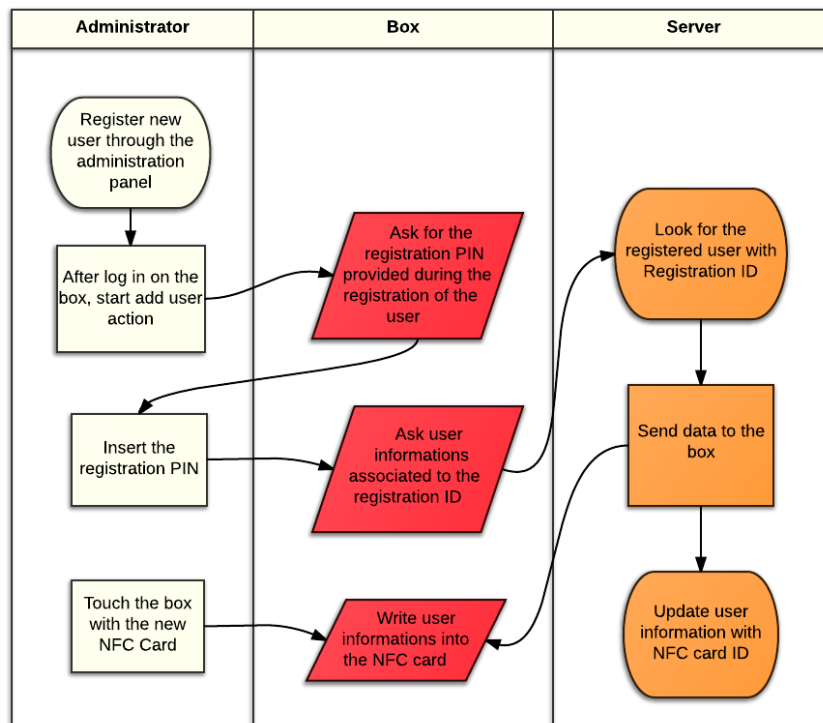 Administrator
Box
Server
Register new
user through the
administration
panel
After log in on the
box, start add user
action
Ask for the
registration PIN
provided during the
registration of the
user
Look for the
registered user with
Registration ID
Insert the
registration PIN
Ask user
informations
associated to the
registration ID
Send data to the
box
Touch the box
with the new
NFC Card
Write user
informations into
the NFC card
Update user
information with
NFC card ID